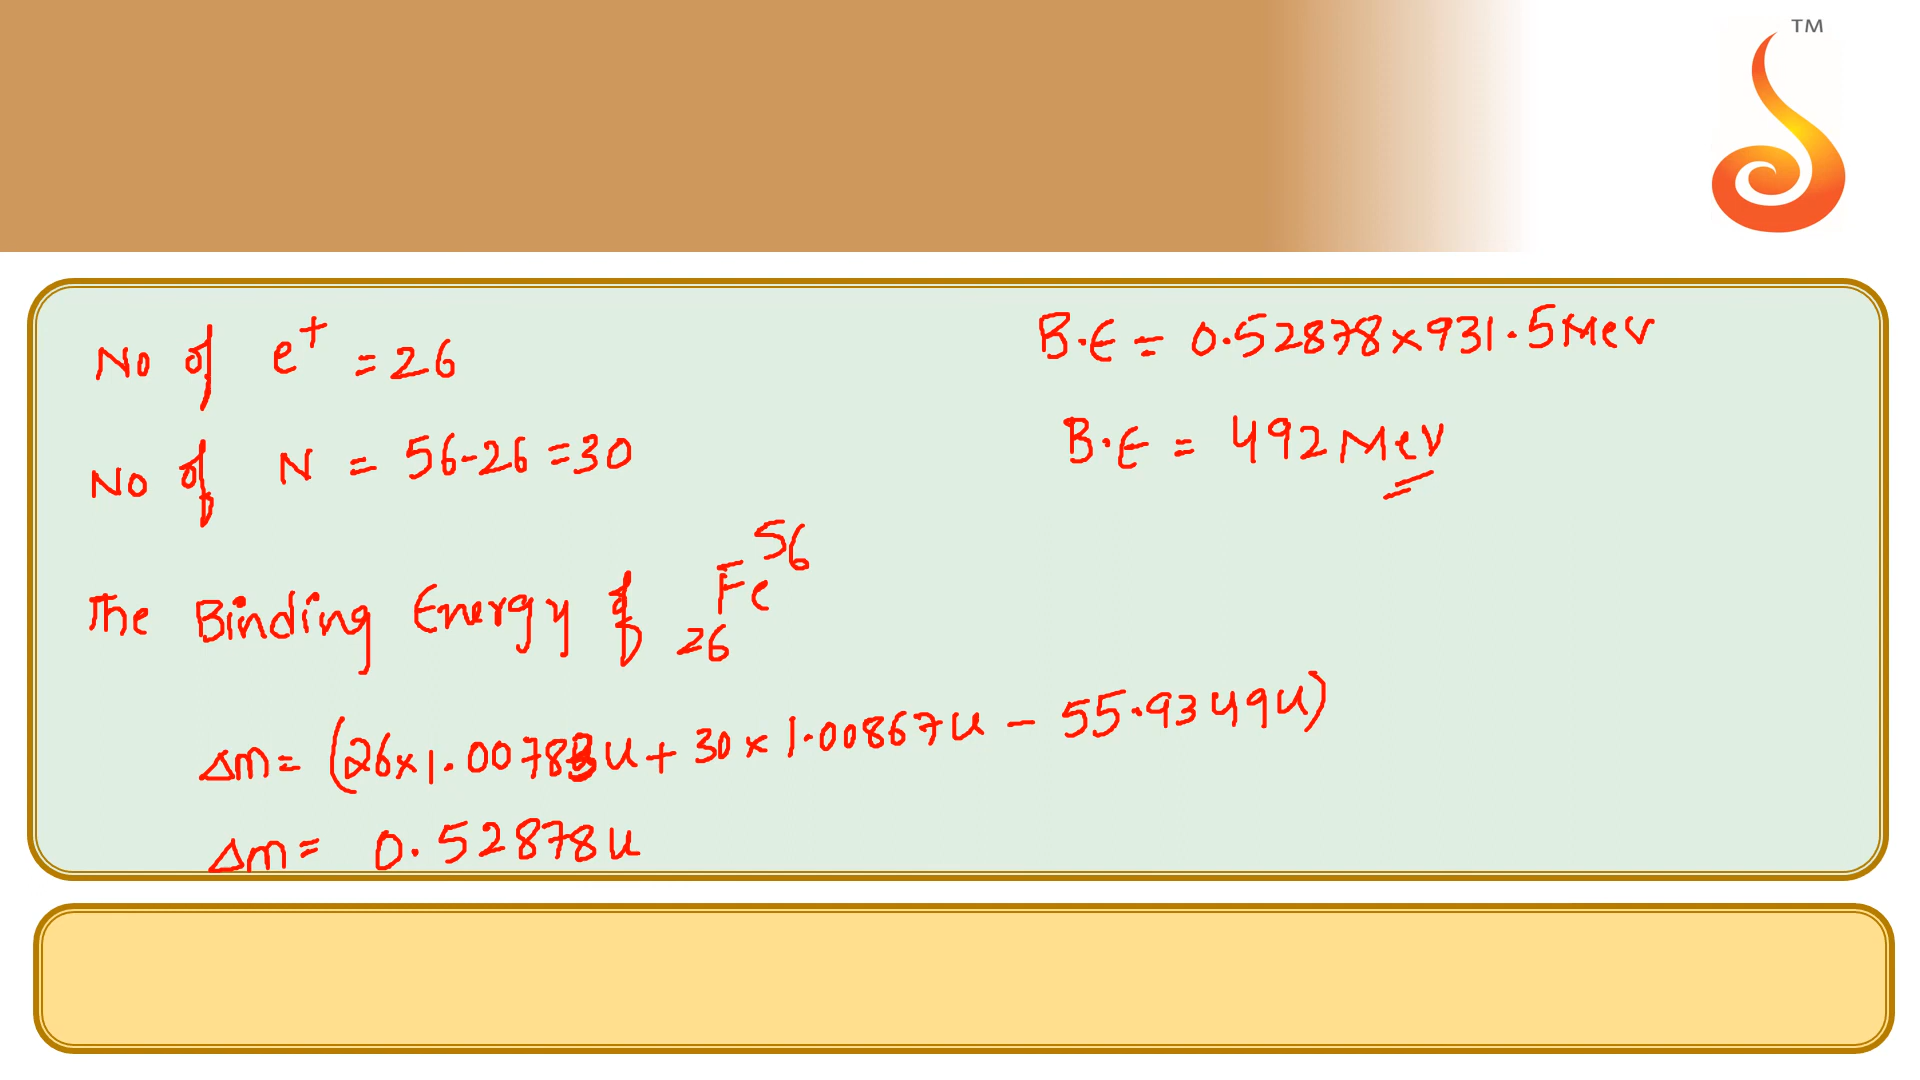 TM
No of e⁺ = 26
No of N = 56-26 = 30
The Binding Energy of ₂₆Fe⁵⁶
Δm = (26×1.00783u + 30×1.00867u - 55.9349u)
Δm = 0.52878u
B.E = 0.52878×931.5Mev
B.E = 492Mev